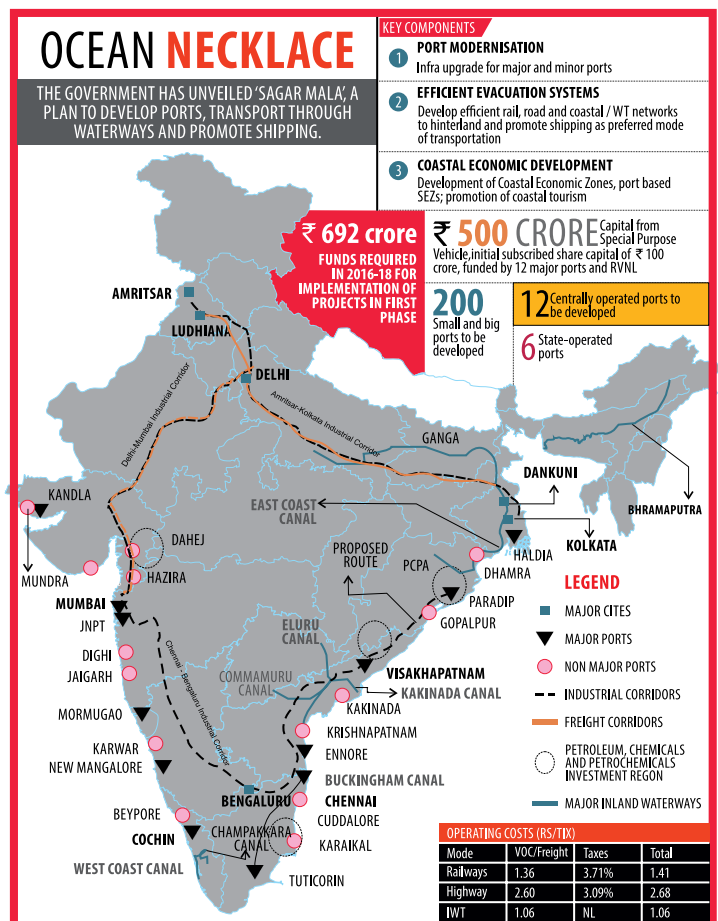 OCEAN NECKLACE
THE GOVERNMENT HAS UNVEILED ‘SAGAR MALA’, A
PLAN TO DEVELOP PORTS, TRANSPORT THROUGH
WATERWAYS AND PROMOTE SHIPPING.
KEY COMPONENTS
1 PORT MODERNISATION
Infra upgrade for major and minor ports
2 EFFICIENT EVACUATION SYSTEMS
Develop efficient rail, road and coastal / WT networks
to hinterland and promote shipping as preferred mode
of transportation
3 COASTAL ECONOMIC DEVELOPMENT
Development of Coastal Economic Zones, port based
SEZs; promotion of coastal tourism
₹ 692 crore
FUNDS REQUIRED
IN 2016-18 FOR
IMPLEMENTATION OF
PROJECTS IN FIRST
PHASE
₹ 500 CRORE Capital from
Special Purpose
Vehicle,initial subscribed share capital of ₹ 100
crore, funded by 12 major ports and RVNL
200
Small and big
ports to be
developed
12 Centrally operated ports to
be developed
6 State-operated
ports
AMRITSAR
LUDHIANA
DELHI
Delhi-Mumbai Industrial Corridor
Amritsar-Kolkata Industrial Corridor
GANGA
DANKUNI
BHRAMAPUTRA
KANDLA
EAST COAST
CANAL
DAHEJ
PROPOSED
ROUTE
HALDIA
KOLKATA
MUNDRA
HAZIRA
PCPA
DHAMRA
MUMBAI
PARADIP
JNPT
GOPALPUR
ELURU
CANAL
DIGHI
JAIGARH
Chennai - Bengaluru Industrial Corridor
COMMAMURU
CANAL
VISAKHAPATNAM
KAKINADA CANAL
KAKINADA
MORMUGAO
KRISHNAPATNAM
KARWAR
ENNORE
NEW MANGALORE
BUCKINGHAM CANAL
BENGALURU
CHENNAI
BEYPORE
CUDDALORE
COCHIN
CHAMPAKKARA
CANAL
KARAIKAL
WEST COAST CANAL
TUTICORIN
LEGEND
MAJOR CITES
MAJOR PORTS
NON MAJOR PORTS
INDUSTRIAL CORRIDORS
FREIGHT CORRIDORS
PETROLEUM, CHEMICALS
AND PETROCHEMICALS
INVESTMENT REGON
MAJOR INLAND WATERWAYS
OPERATING COSTS (RS/TIX)
Mode VOC/Freight Taxes Total
Railways 1.36 3.71% 1.41
Highway 2.60 3.09% 2.68
IWT 1.06 NL 1.06